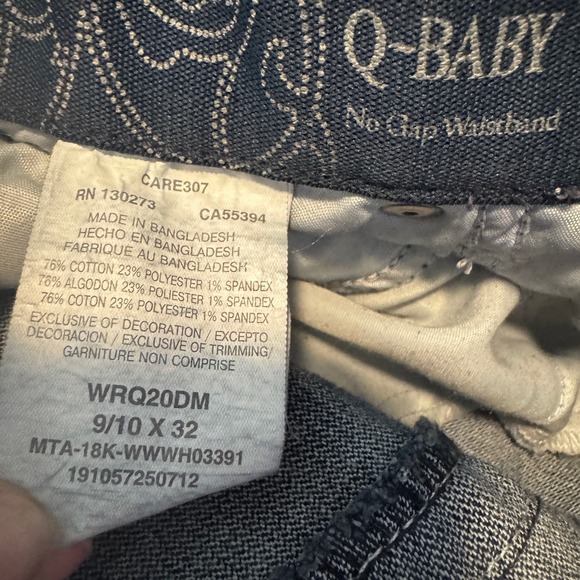 Q-BABY
No Gap Waistband
CARE307
RN 130273 CA55394
MADE IN BANGLADESH
HECHO EN BANGLADESH
FABRIQUE AU BANGLADESH
76% COTTON 23% POLYESTER 1% SPANDEX
76% ALGODON 23% POLIESTER 1% SPANDEX
76% COTON 23% POLYESTER 1% SPANDEX
EXCLUSIVE OF DECORATION / EXCEPTO
DECORACION / EXCLUSIVE OF TRIMMING/
GARNITURE NON COMPRISE
WRQ20DM
9/10 X 32
MTA-18K-WWWH03391
191057250712